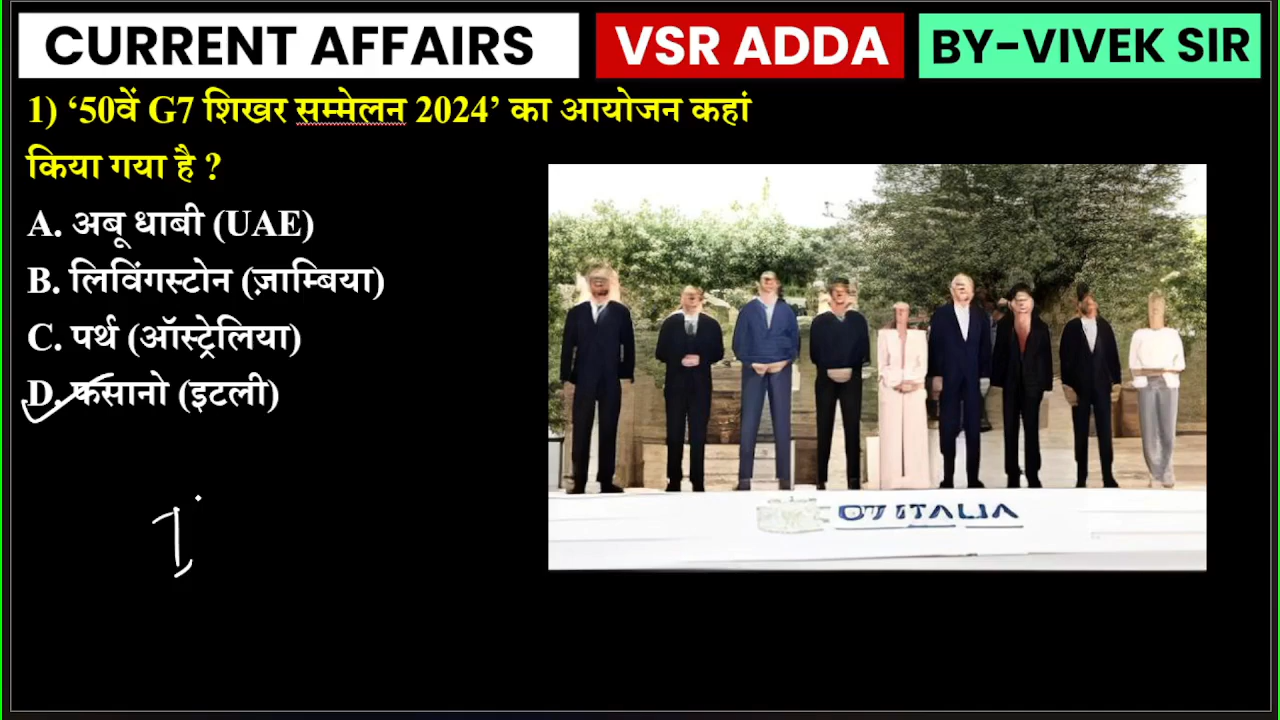 CURRENT AFFAIRS
VSR ADDA
BY-VIVEK SIR
1) ‘50वें G7 शिखर सम्मेलन 2024’ का आयोजन कहां
किया गया है ?
A. अबू धाबी (UAE)
B. लिविंगस्टोन (ज़ाम्बिया)
C. पर्थ (ऑस्ट्रेलिया)
D. फसानो (इटली)
G7 ITALIA